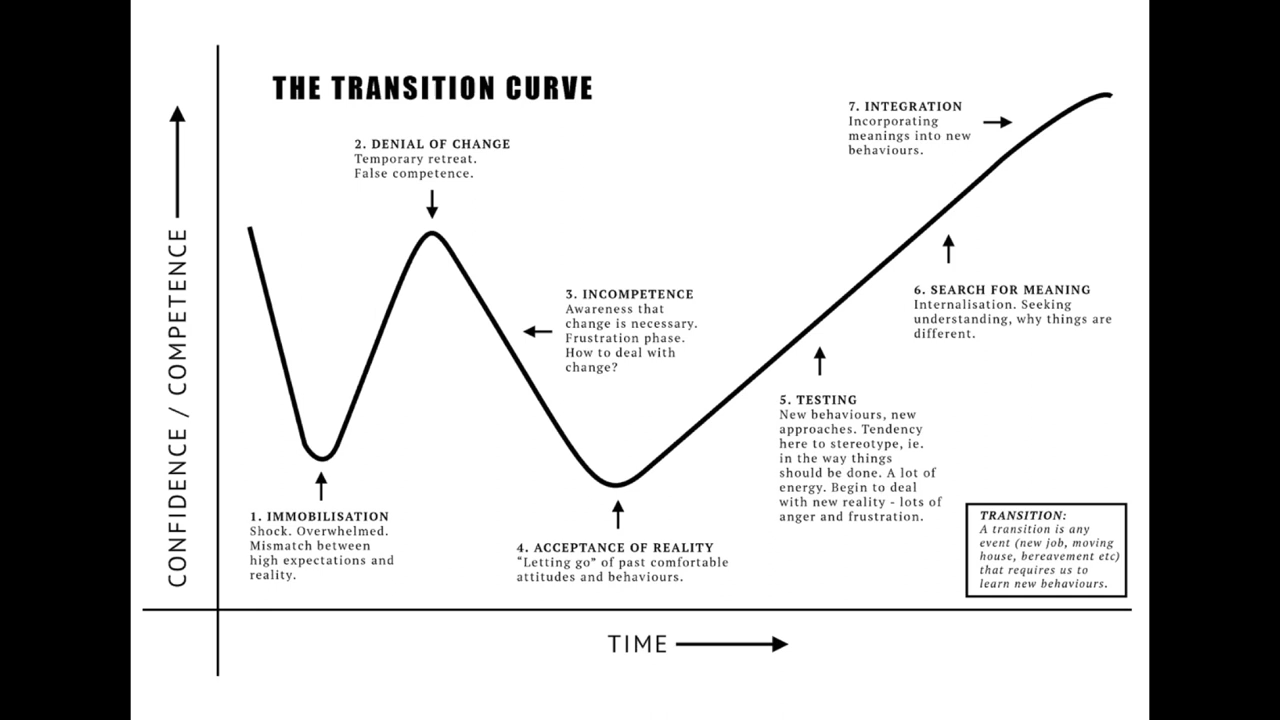 THE TRANSITION CURVE
2. DENIAL OF CHANGE
Temporary retreat.
False competence.
7. INTEGRATION
Incorporating
meanings into new
behaviours.
3. INCOMPETENCE
Awareness that
change is necessary.
Frustration phase.
How to deal with
change?
6. SEARCH FOR MEANING
Internalisation. Seeking
understanding, why things are
different.
5. TESTING
New behaviours, new
approaches. Tendency
here to stereotype, ie.
in the way things
should be done. A lot of
energy. Begin to deal
with new reality - lots of
anger and frustration.
1. IMMOBILISATION
Shock. Overwhelmed.
Mismatch between
high expectations and
reality.
4. ACCEPTANCE OF REALITY
“Letting go” of past comfortable
attitudes and behaviours.
TRANSITION:
A transition is any
event (new job, moving
house, bereavement etc)
that requires us to
learn new behaviours.
CONFIDENCE / COMPETENCE
TIME